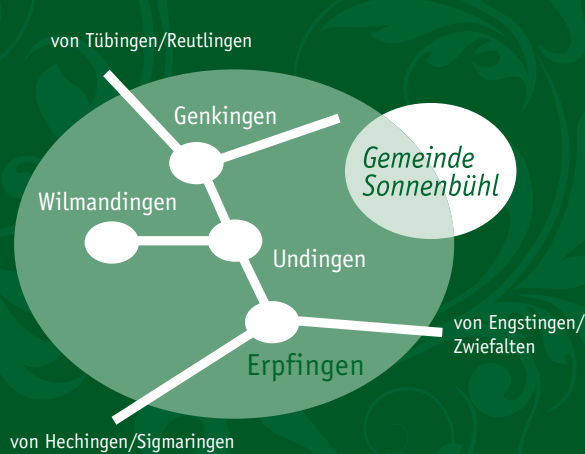 von Tübingen/Reutlingen
Genkingen
Gemeinde
Sonnenbühl
Wilmandingen
Undingen
von Engstingen/
Zwiefalten
Erpfingen
von Hechingen/Sigmaringen